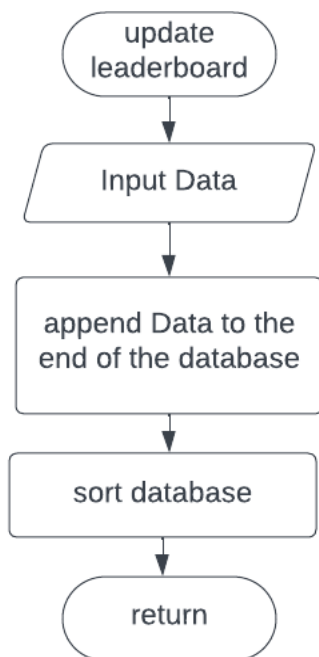 update
leaderboard
Input Data
append Data to the
end of the database
sort database
return